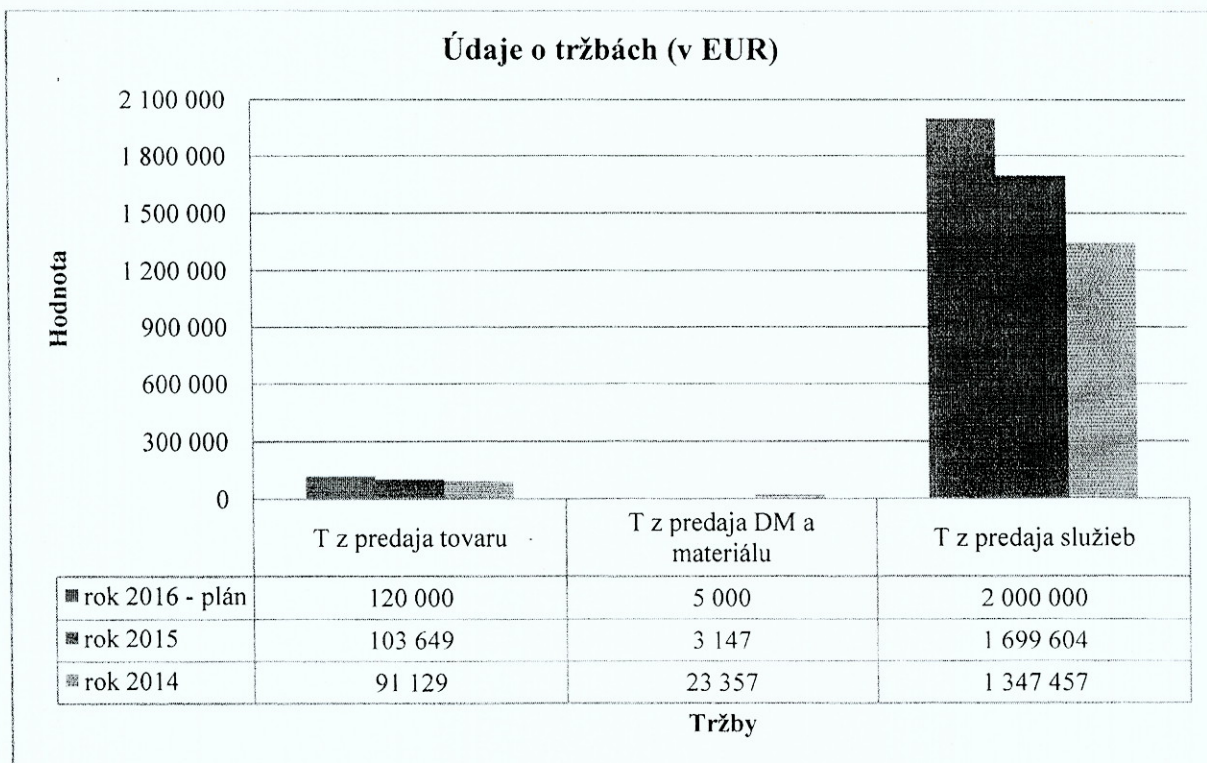 Údaje o tržbách (v EUR)
Hodnota
2 100 000
1 800 000
1 500 000
1 200 000
900 000
600 000
300 000
0
T z predaja tovaru
T z predaja DM a
materiálu
T z predaja služieb
rok 2016 - plán 120 000 5 000 2 000 000
rok 2015 103 649 3 147 1 699 604
rok 2014 91 129 23 357 1 347 457
Tržby